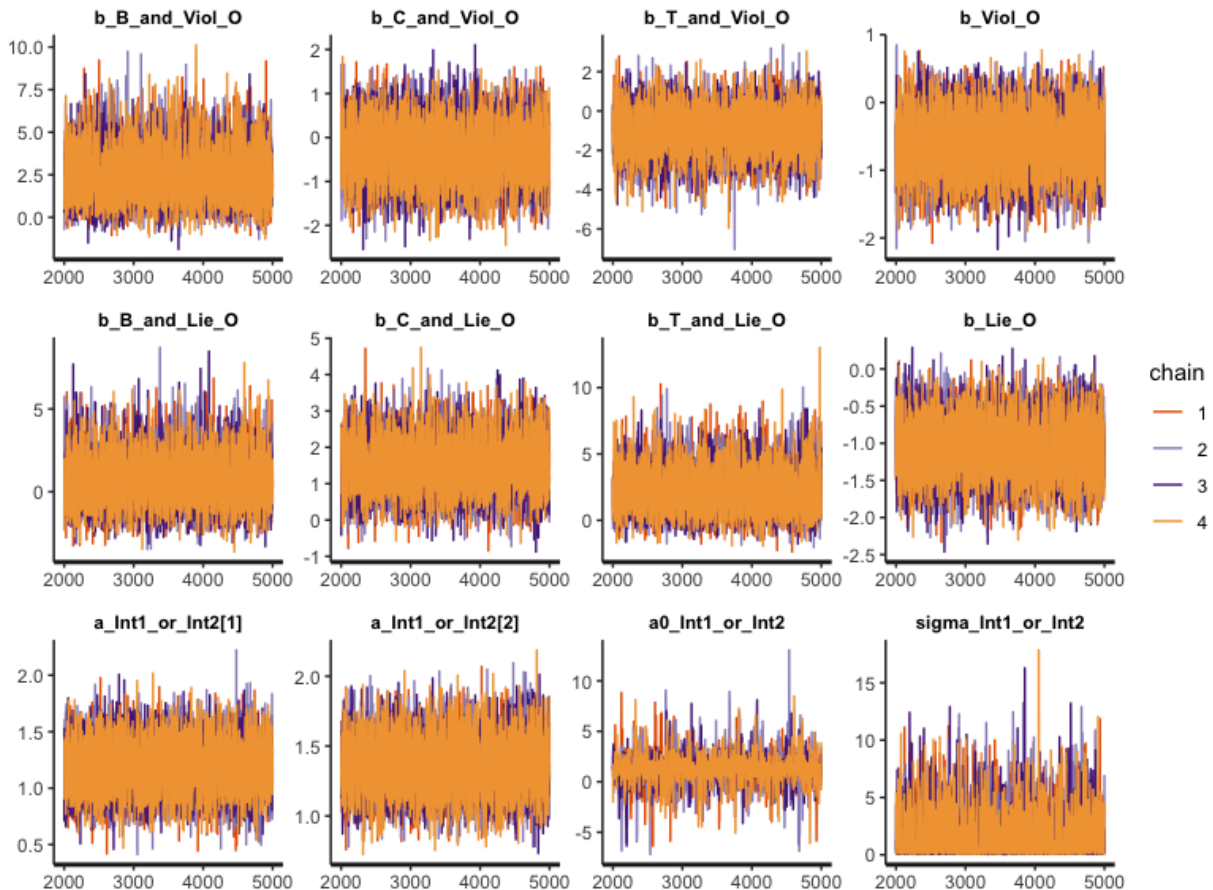 b_B_and_Viol_O b_C_and_Viol_O b_T_and_Viol_O b_Viol_O
10.0 7.5 5.0 2.5 0.0
2 1 0 -1 -2
2 0 -2 -4 -6
1 0 -1 -2
2000 3000 4000 5000 2000 3000 4000 5000 2000 3000 4000 5000 2000 3000 4000 5000
b_B_and_Lie_O b_C_and_Lie_O b_T_and_Lie_O b_Lie_O
5 0
5 4 3 2 1 0 -1
10 5 0
0.0 -0.5 -1.0 -1.5 -2.0 -2.5
2000 3000 4000 5000 2000 3000 4000 5000 2000 3000 4000 5000 2000 3000 4000 5000
a_Int1_or_Int2[1] a_Int1_or_Int2[2] a0_Int1_or_Int2 sigma_Int1_or_Int2
2.0 1.5 1.0 0.5
2.0 1.5 1.0
10 5 0 -5
15 10 5 0
2000 3000 4000 5000 2000 3000 4000 5000 2000 3000 4000 5000 2000 3000 4000 5000
chain
1
2
3
4